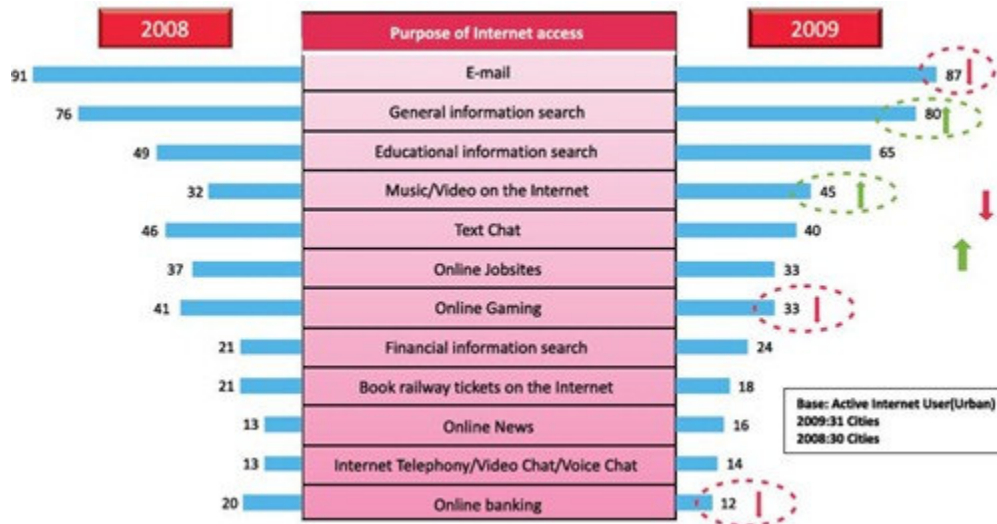 2008
Purpose of Internet access
2009
91
E-mail
87
76
General information search
80
49
Educational information search
65
32
Music/Video on the Internet
45
46
Text Chat
40
37
Online Jobsites
33
41
Online Gaming
33
21
Financial information search
24
21
Book railway tickets on the Internet
18
13
Online News
16
13
Internet Telephony/Video Chat/Voice Chat
14
20
Online banking
12
Base: Active Internet User(Urban)
2009:31 Cities
2008:30 Cities